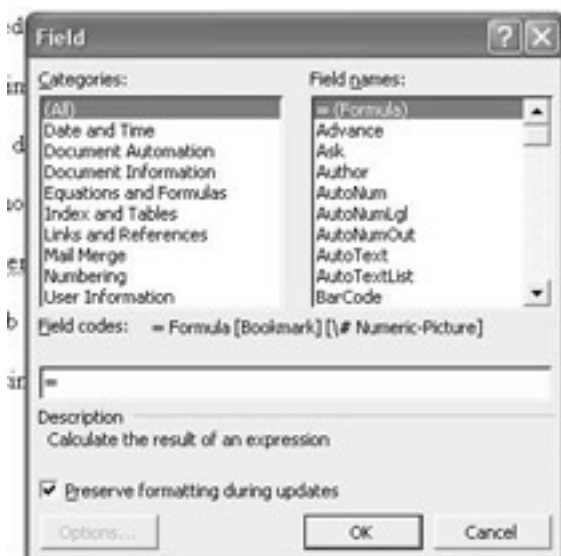 Field
Categories:
(All)
Date and Time
Document Automation
Document Information
Equations and Formulas
Index and Tables
Links and References
Mail Merge
Numbering
User Information
Field names:
= (Formula)
Advance
Ask
Author
AutoNum
AutoNumLgl
AutoNumOut
AutoText
AutoTextList
BarCode
Field codes: = Formula [Bookmark] [\# Numeric-Picture]
=
Description
Calculate the result of an expression
Preserve formatting during updates
Options...
OK
Cancel